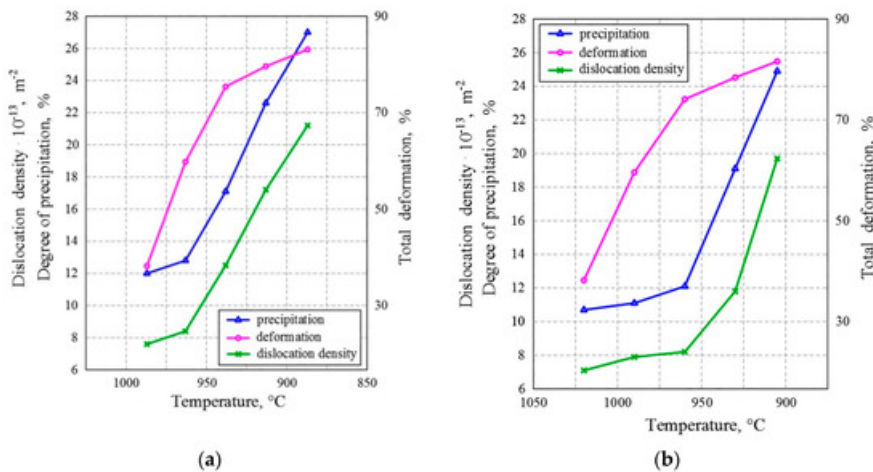 28
26
24
22
20
18
16
14
12
10
8
6
90
70
50
30
Dislocation density 10⁻¹³, m⁻²
Degree of precipitation, %
Total deformation, %
precipitation
deformation
dislocation density
1000 950 900 850
Temperature, °C
(a)
28
26
24
22
20
18
16
14
12
10
8
6
90
70
50
30
Dislocation density 10⁻¹³, m⁻²
Degree of precipitation, %
Total deformation, %
precipitation
deformation
dislocation density
1050 1000 950 900
Temperature, °C
(b)